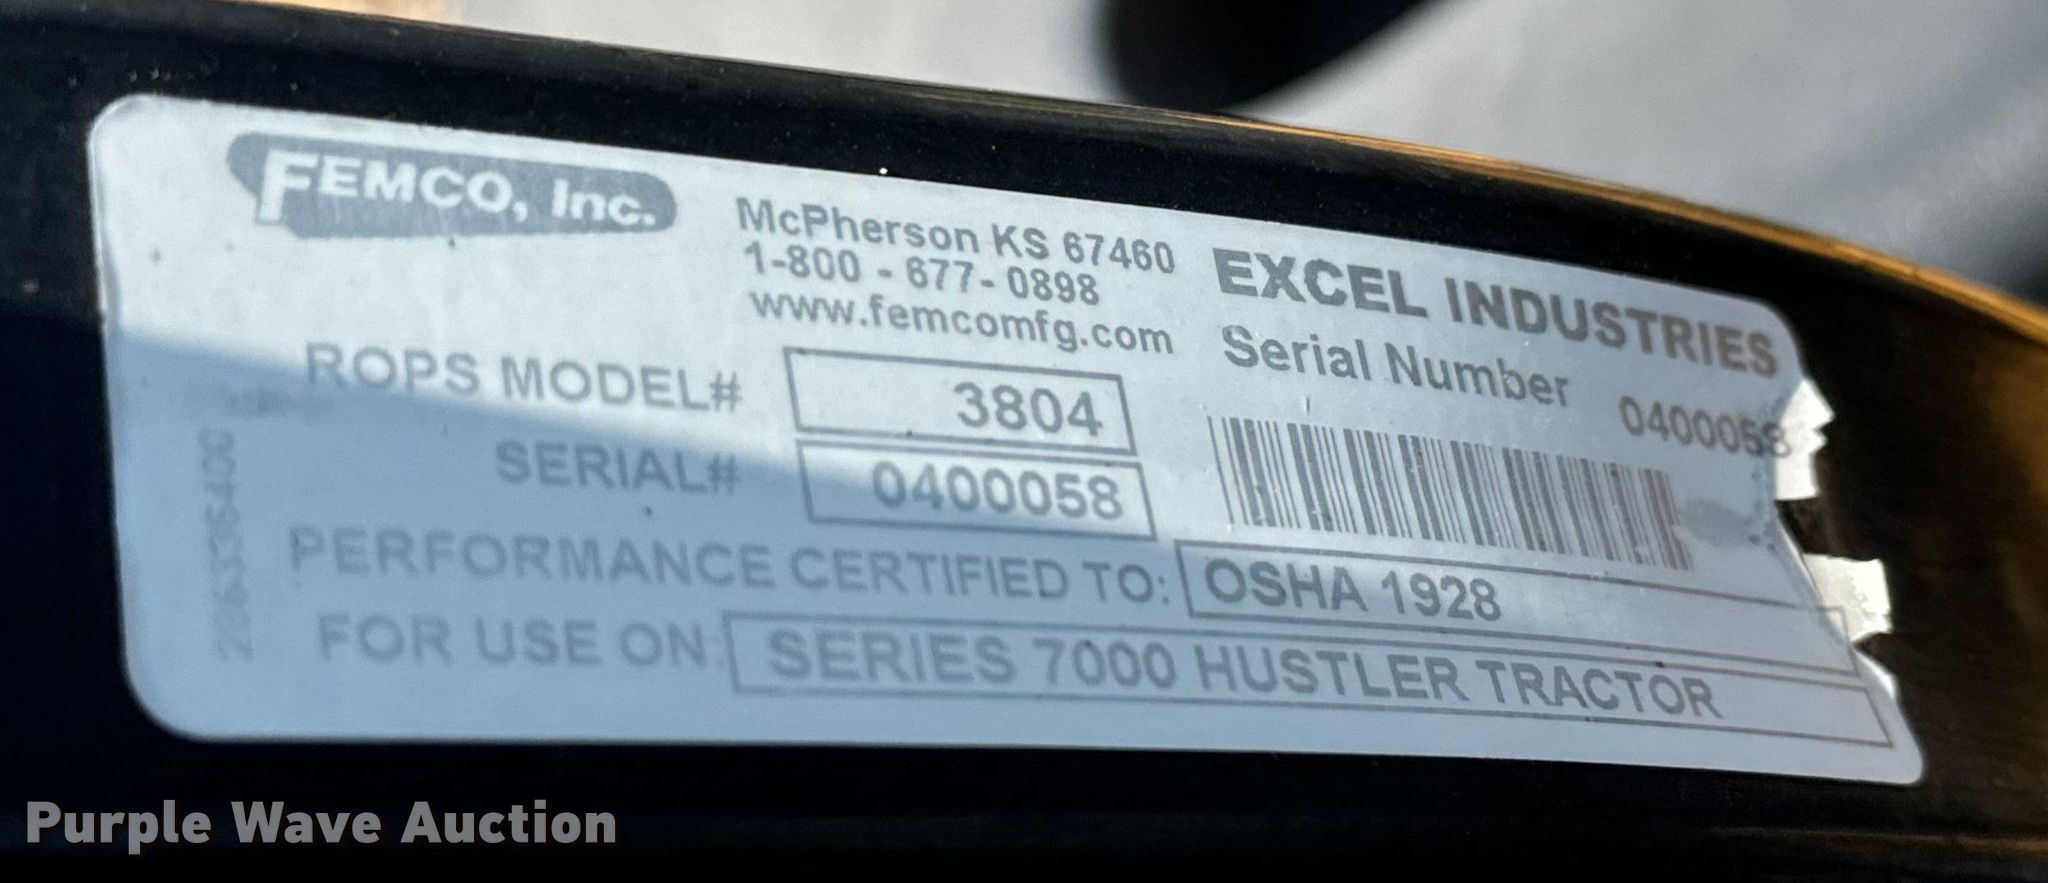 FEMCO, Inc.
McPherson KS 67460
1-800 - 677- 0898
www.femcomfg.com
EXCEL INDUSTRIES
Serial Number
0400058
ROPS MODEL# 3804
SERIAL# 0400058
PERFORMANCE CERTIFIED TO: OSHA 1928
FOR USE ON: SERIES 7000 HUSTLER TRACTOR
Purple Wave Auction